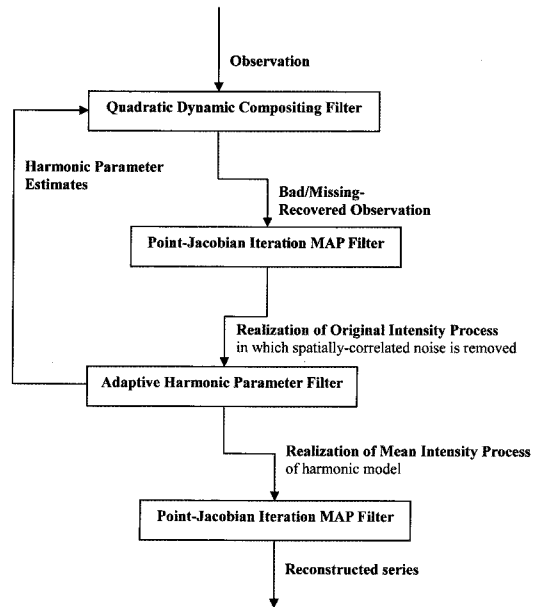 Observation
Quadratic Dynamic Compositing Filter
Harmonic Parameter
Estimates
Bad/Missing-
Recovered Observation
Point-Jacobian Iteration MAP Filter
Realization of Original Intensity Process
in which spatially-correlated noise is removed
Adaptive Harmonic Parameter Filter
Realization of Mean Intensity Process
of harmonic model
Point-Jacobian Iteration MAP Filter
Reconstructed series